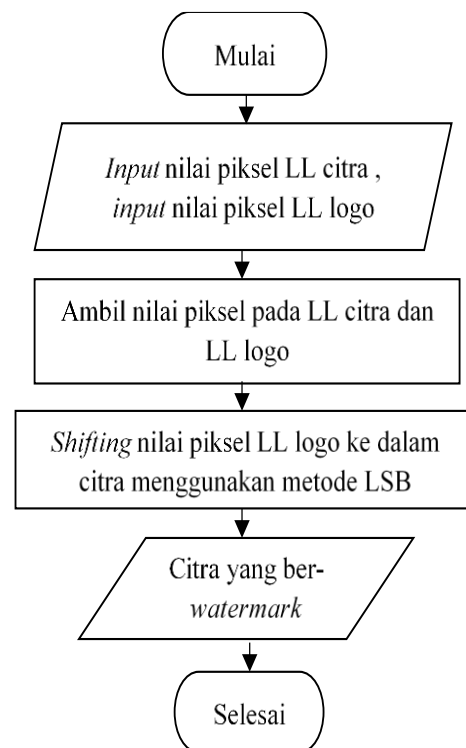 Mulai
Input nilai piksel LL citra ,
input nilai piksel LL logo
Ambil nilai piksel pada LL citra dan
LL logo
Shifting nilai piksel LL logo ke dalam
citra menggunakan metode LSB
Citra yang ber-
watermark
Selesai